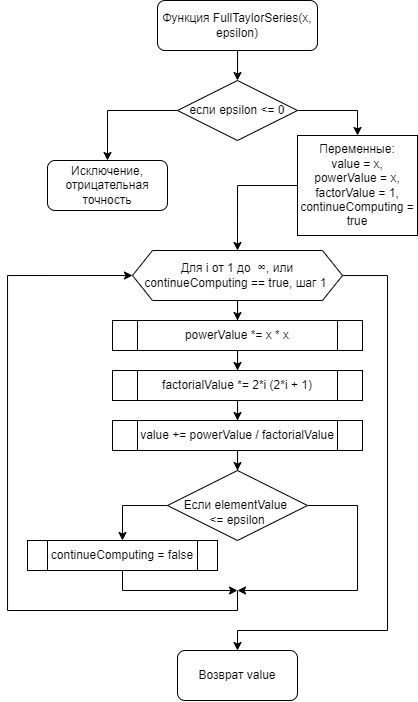 Функция FullTaylorSeries(x,
epsilon)
если epsilon <= 0
Исключение,
отрицательная
точность
Переменные:
value = x,
powerValue = x,
factorValue = 1,
continueComputing =
true
Для i от 1 до ∞, или
continueComputing == true, шаг 1
powerValue *= x * x
factorialValue *= 2*i (2*i + 1)
value += powerValue / factorialValue
Если elementValue
<= epsilon
continueComputing = false
Возврат value